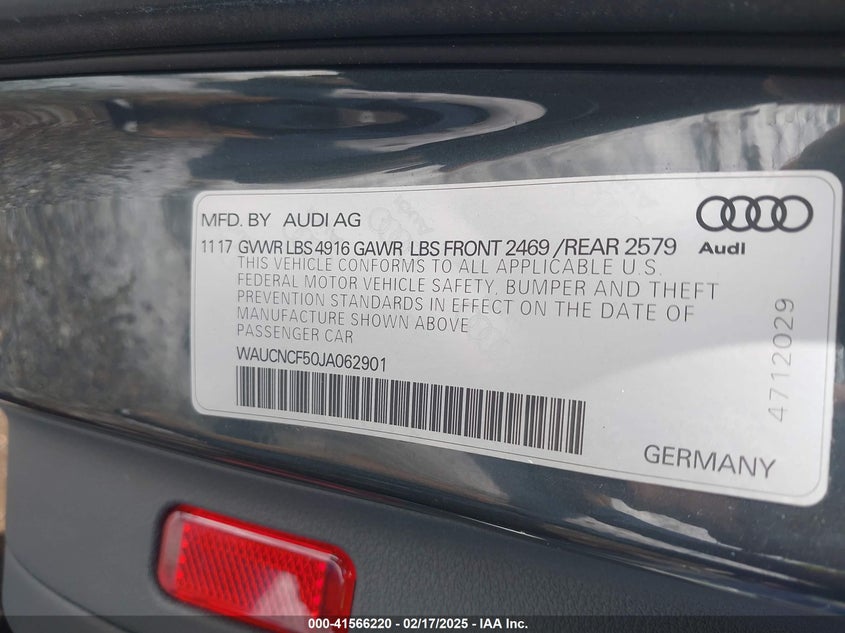 MFD. BY AUDI AG
Audi
11 17 GVWR LBS 4916 GAWR LBS FRONT 2469 /REAR 2579
THIS VEHICLE CONFORMS TO ALL APPLICABLE U.S.
FEDERAL MOTOR VEHICLE SAFETY, BUMPER AND THEFT
PREVENTION STANDARDS IN EFFECT ON THE DATE OF
MANUFACTURE SHOWN ABOVE
PASSENGER CAR
WAUCNCF50JA062901
4712029
GERMANY
000-41566220 - 02/17/2025 - IAA Inc.